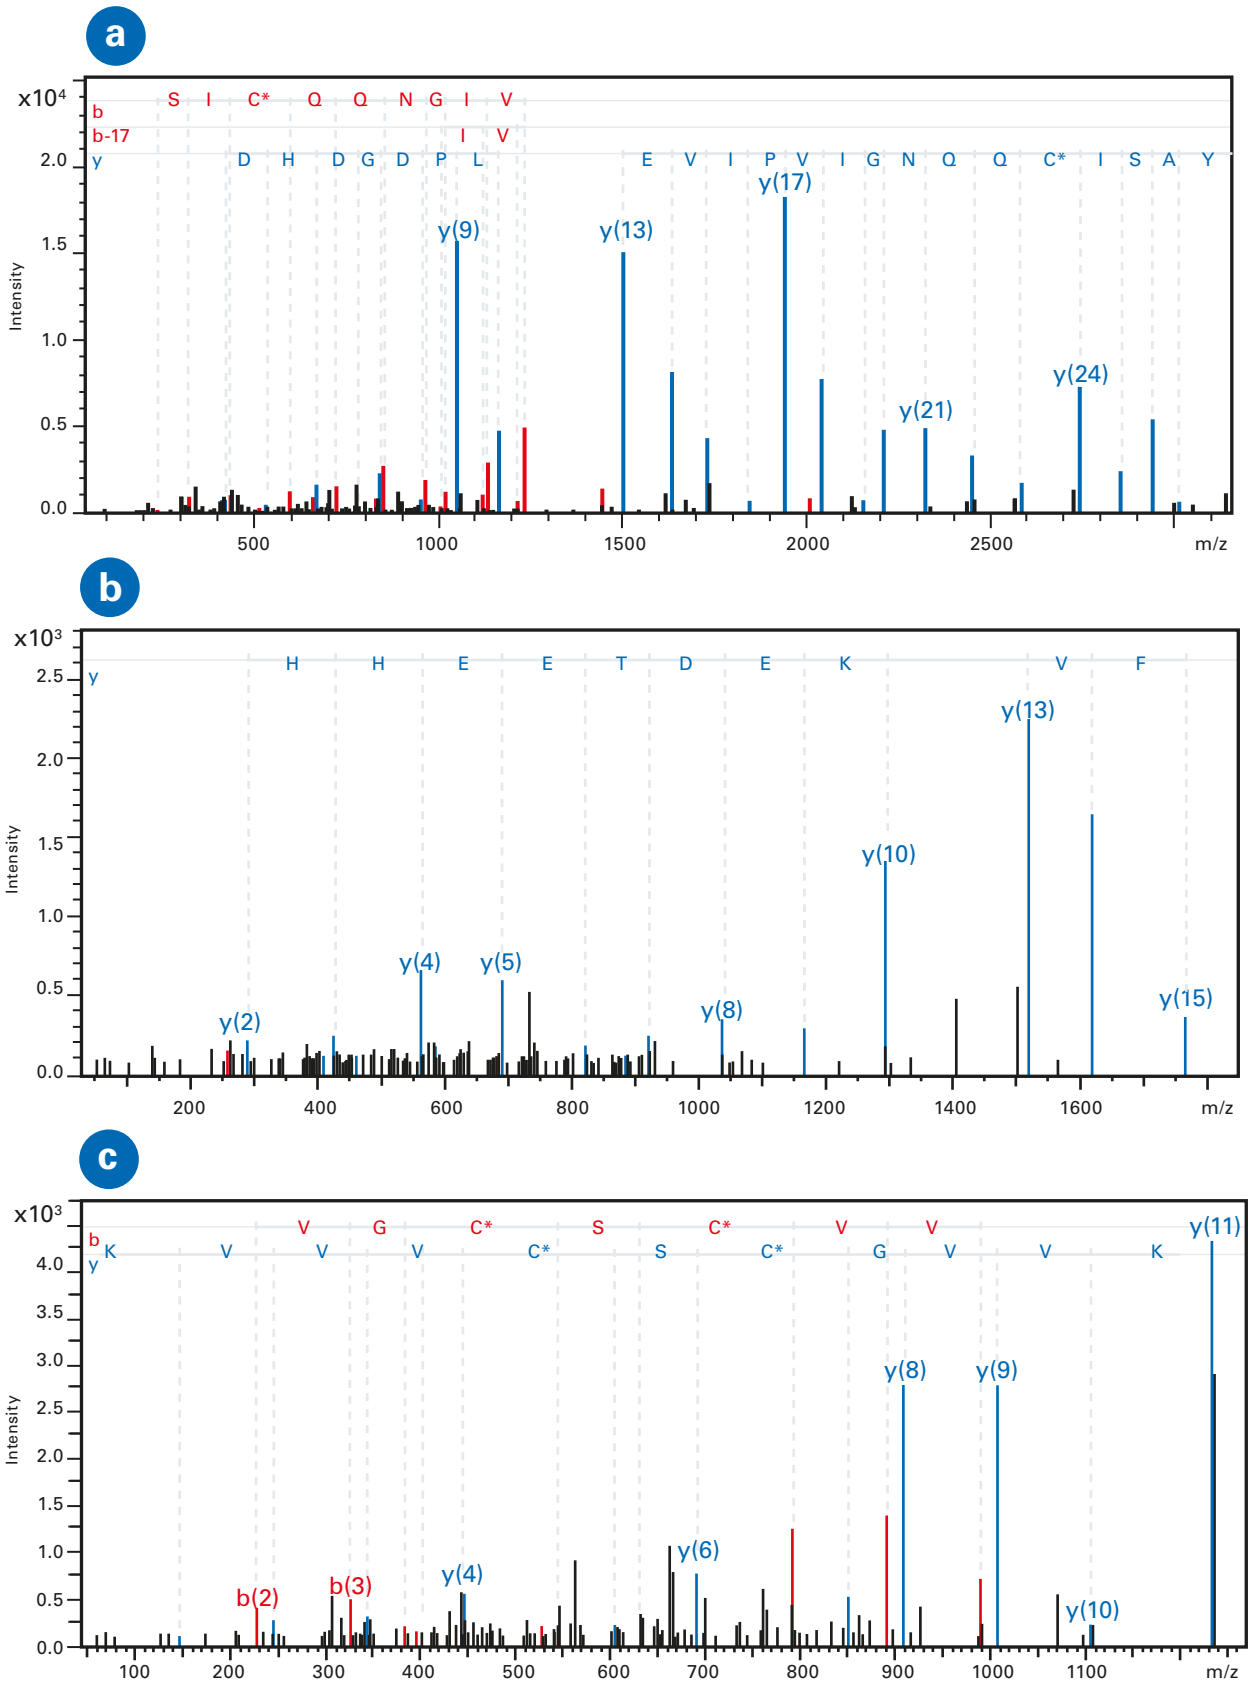 a
x10⁴
b S I C* Q Q N G I V
b-17 I V
y D H D G D P L E V I P V I G N Q Q C* I S A Y
2.0
y(17)
y(9) y(13)
1.5
Intensity
1.0
y(24)
y(21)
0.5
0.0
500 1000 1500 2000 2500 m/z
b
x10³
y H H E E T D E K V F
2.5
y(13)
2.0
1.5
Intensity
y(10)
1.0
y(4) y(5)
0.5
y(15)
y(8)
y(2)
0.0
200 400 600 800 1000 1200 1400 1600 m/z
c
x10³
b V G C* S C* V V
y(11)
y K V V V C* S C* G V V K
4.0
3.5
3.0
y(8) y(9)
2.5
Intensity
2.0
1.5
1.0
y(6)
y(4)
b(3)
b(2)
0.5
y(10)
0.0
100 200 300 400 500 600 700 800 900 1000 1100 m/z